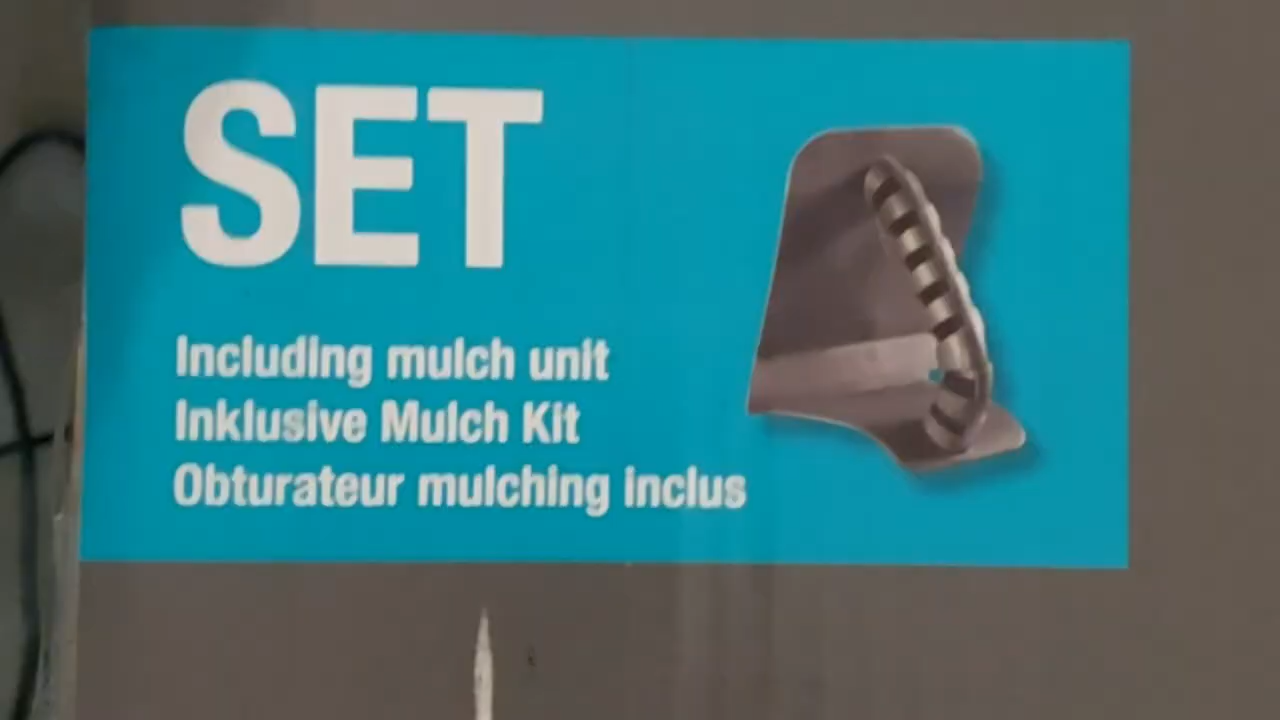 SET
Including mulch unit
Inklusive Mulch Kit
Obturateur mulching inclus